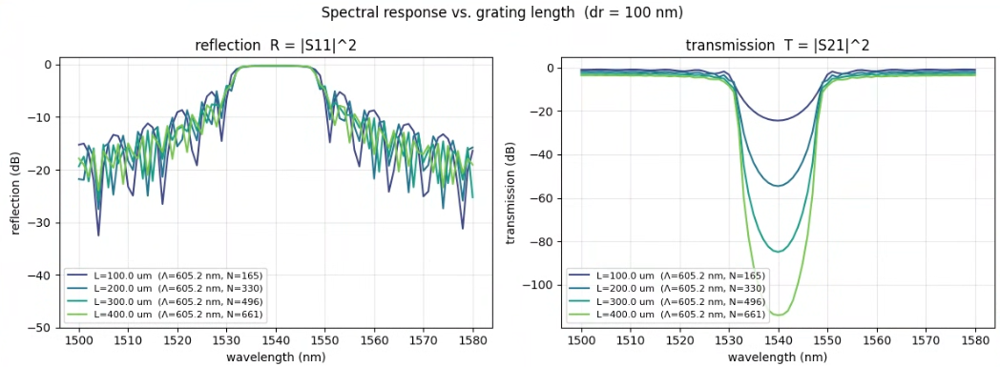 Spectral response vs. grating length  (dr = 100 nm)
reflection  R = |S11|^2
0
−10
−20
−30
−40
−50
reflection (dB)
L=100.0 um  (Λ=605.2 nm, N=165)
L=200.0 um  (Λ=605.2 nm, N=330)
L=300.0 um  (Λ=605.2 nm, N=496)
L=400.0 um  (Λ=605.2 nm, N=661)
1500 1510 1520 1530 1540 1550 1560 1570 1580
wavelength (nm)
transmission  T = |S21|^2
0
−20
−40
−60
−80
−100
transmission (dB)
L=100.0 um  (Λ=605.2 nm, N=165)
L=200.0 um  (Λ=605.2 nm, N=330)
L=300.0 um  (Λ=605.2 nm, N=496)
L=400.0 um  (Λ=605.2 nm, N=661)
1500 1510 1520 1530 1540 1550 1560 1570 1580
wavelength (nm)